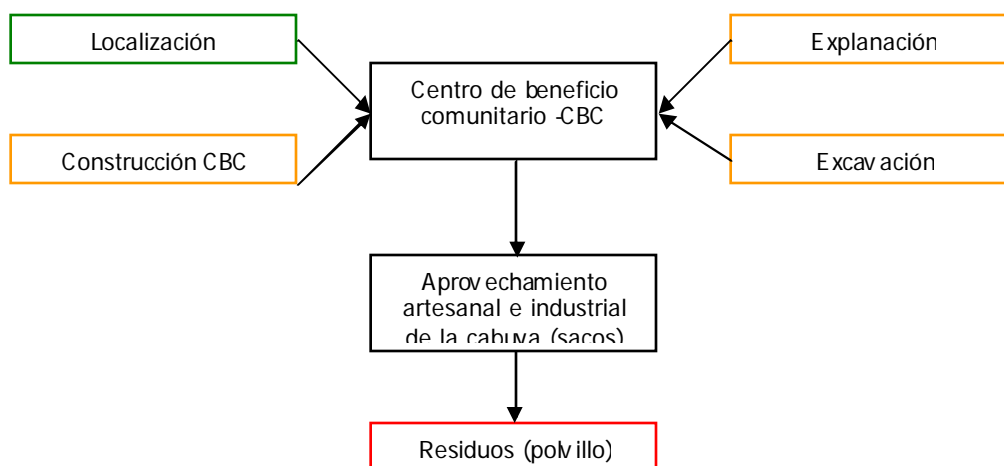 Localización
Explanación
Centro de beneficio
comunitario -CBC
Construcción CBC
Excavación
Aprovechamiento
artesanal e industrial
de la cabuya (sacos)
Residuos (polvillo)